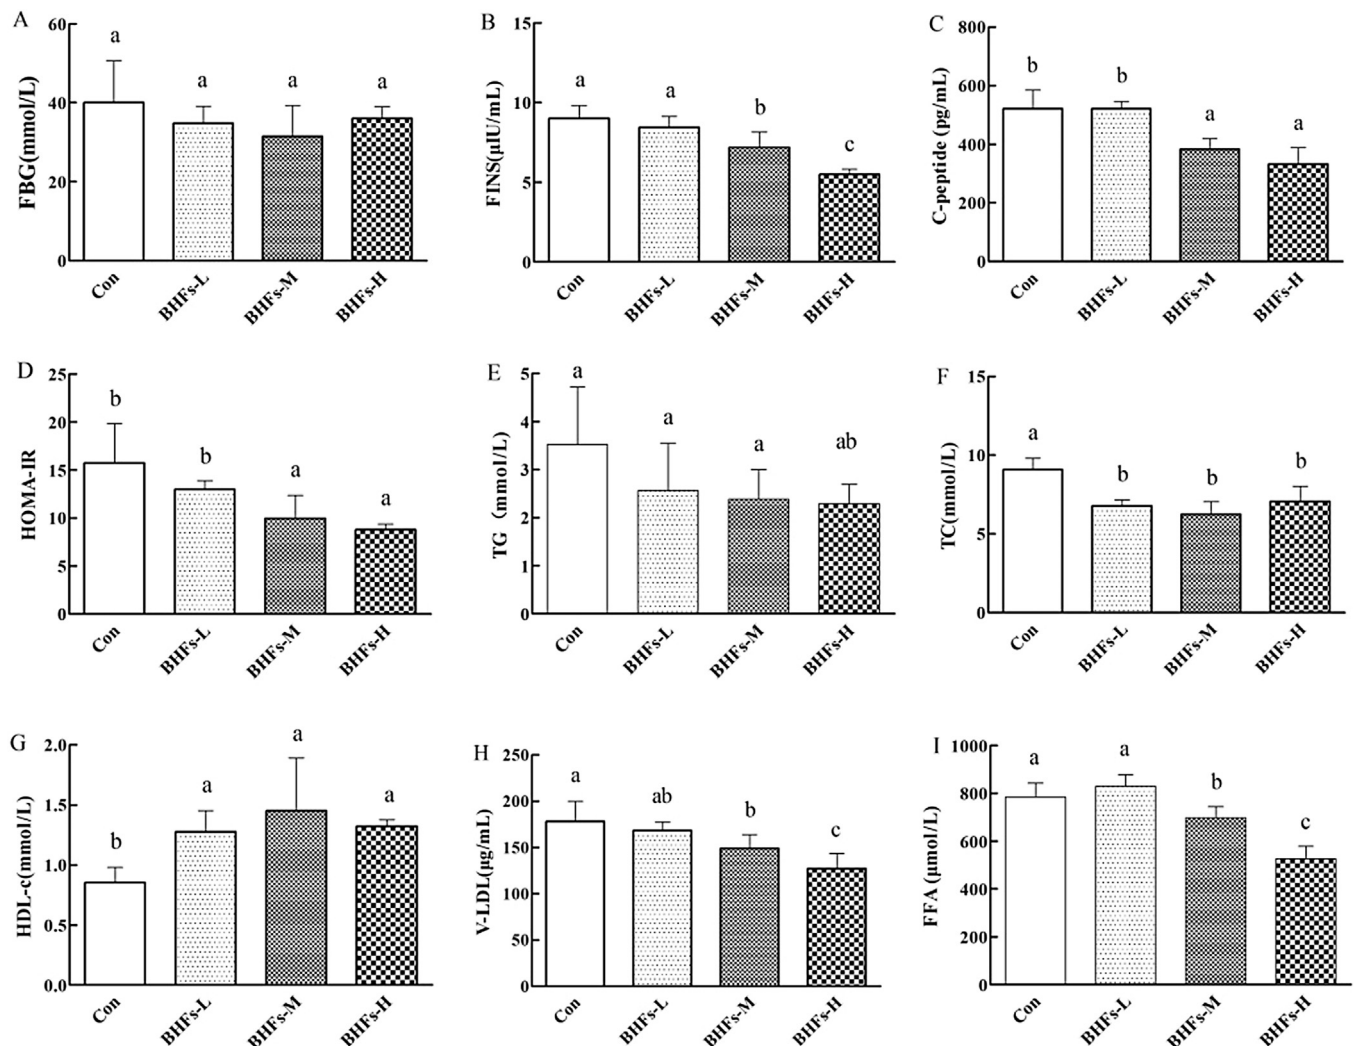 A
FBG(mmol/L)
60
40
20
0
a
a
a
a
Con
BHFs-L
BHFs-M
BHFs-H
B
FINS(μIU/mL)
15
10
5
0
a
a
b
c
Con
BHFs-L
BHFs-M
BHFs-H
C
C-peptide (pg/mL)
800
600
400
200
0
b
b
a
a
Con
BHFs-L
BHFs-M
BHFs-H
D
HOMA-IR
25
20
15
10
5
0
b
b
a
a
Con
BHFs-L
BHFs-M
BHFs-H
E
TG (mmol/L)
5
4
3
2
1
0
a
a
a
ab
Con
BHFs-L
BHFs-M
BHFs-H
F
TC(mmol/L)
15
10
5
0
a
b
b
b
Con
BHFs-L
BHFs-M
BHFs-H
G
HDL-c(mmol/L)
2.0
1.5
1.0
0.5
0.0
b
a
a
a
Con
BHFs-L
BHFs-M
BHFs-H
H
V-LDL(μg/mL)
250
200
150
100
50
0
a
ab
b
c
Con
BHFs-L
BHFs-M
BHFs-H
I
FFA (μmol/L)
1000
800
600
400
200
0
a
a
b
c
Con
BHFs-L
BHFs-M
BHFs-H